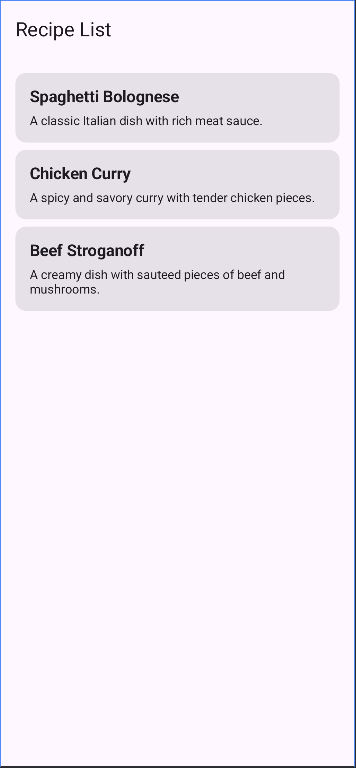 Recipe List
Spaghetti Bolognese
A classic Italian dish with rich meat sauce.
Chicken Curry
A spicy and savory curry with tender chicken pieces.
Beef Stroganoff
A creamy dish with sauteed pieces of beef and
mushrooms.